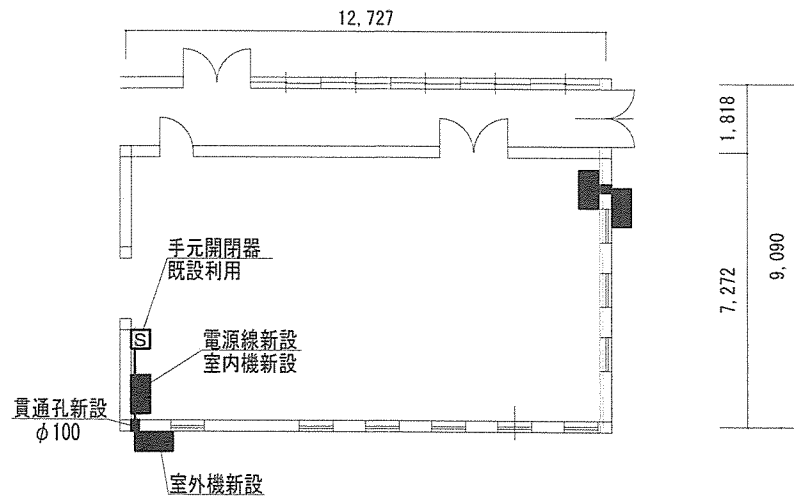 12,727
1,818
9,090
7,272
手元開閉器
既設利用
S
電源線新設
室内機新設
貫通孔新設
φ100
室外機新設